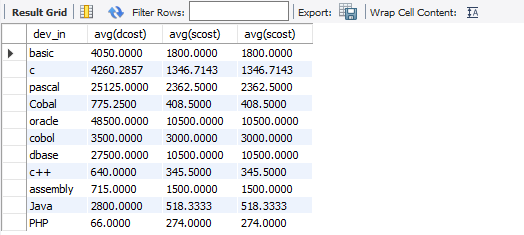 Result Grid Filter Rows: Export: Wrap Cell Content:
dev_in avg(dcost) avg(scost) avg(scost)
basic 4050.0000 1800.0000 1800.0000
c 4260.2857 1346.7143 1346.7143
pascal 25125.0000 2362.5000 2362.5000
Cobal 775.2500 408.5000 408.5000
oracle 48500.0000 10500.0000 10500.0000
cobol 3500.0000 3000.0000 3000.0000
dbase 27500.0000 10500.0000 10500.0000
c++ 640.0000 345.5000 345.5000
assembly 715.0000 1500.0000 1500.0000
Java 2800.0000 518.3333 518.3333
PHP 66.0000 274.0000 274.0000